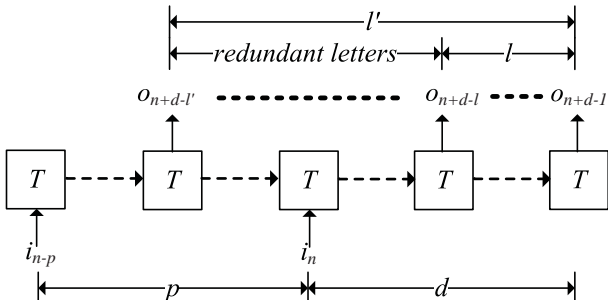 l'
redundant letters l
o_{n+d-l'} o_{n+d-l} o_{n+d-1}
T T T T T
i_{n-p} i_n
p d